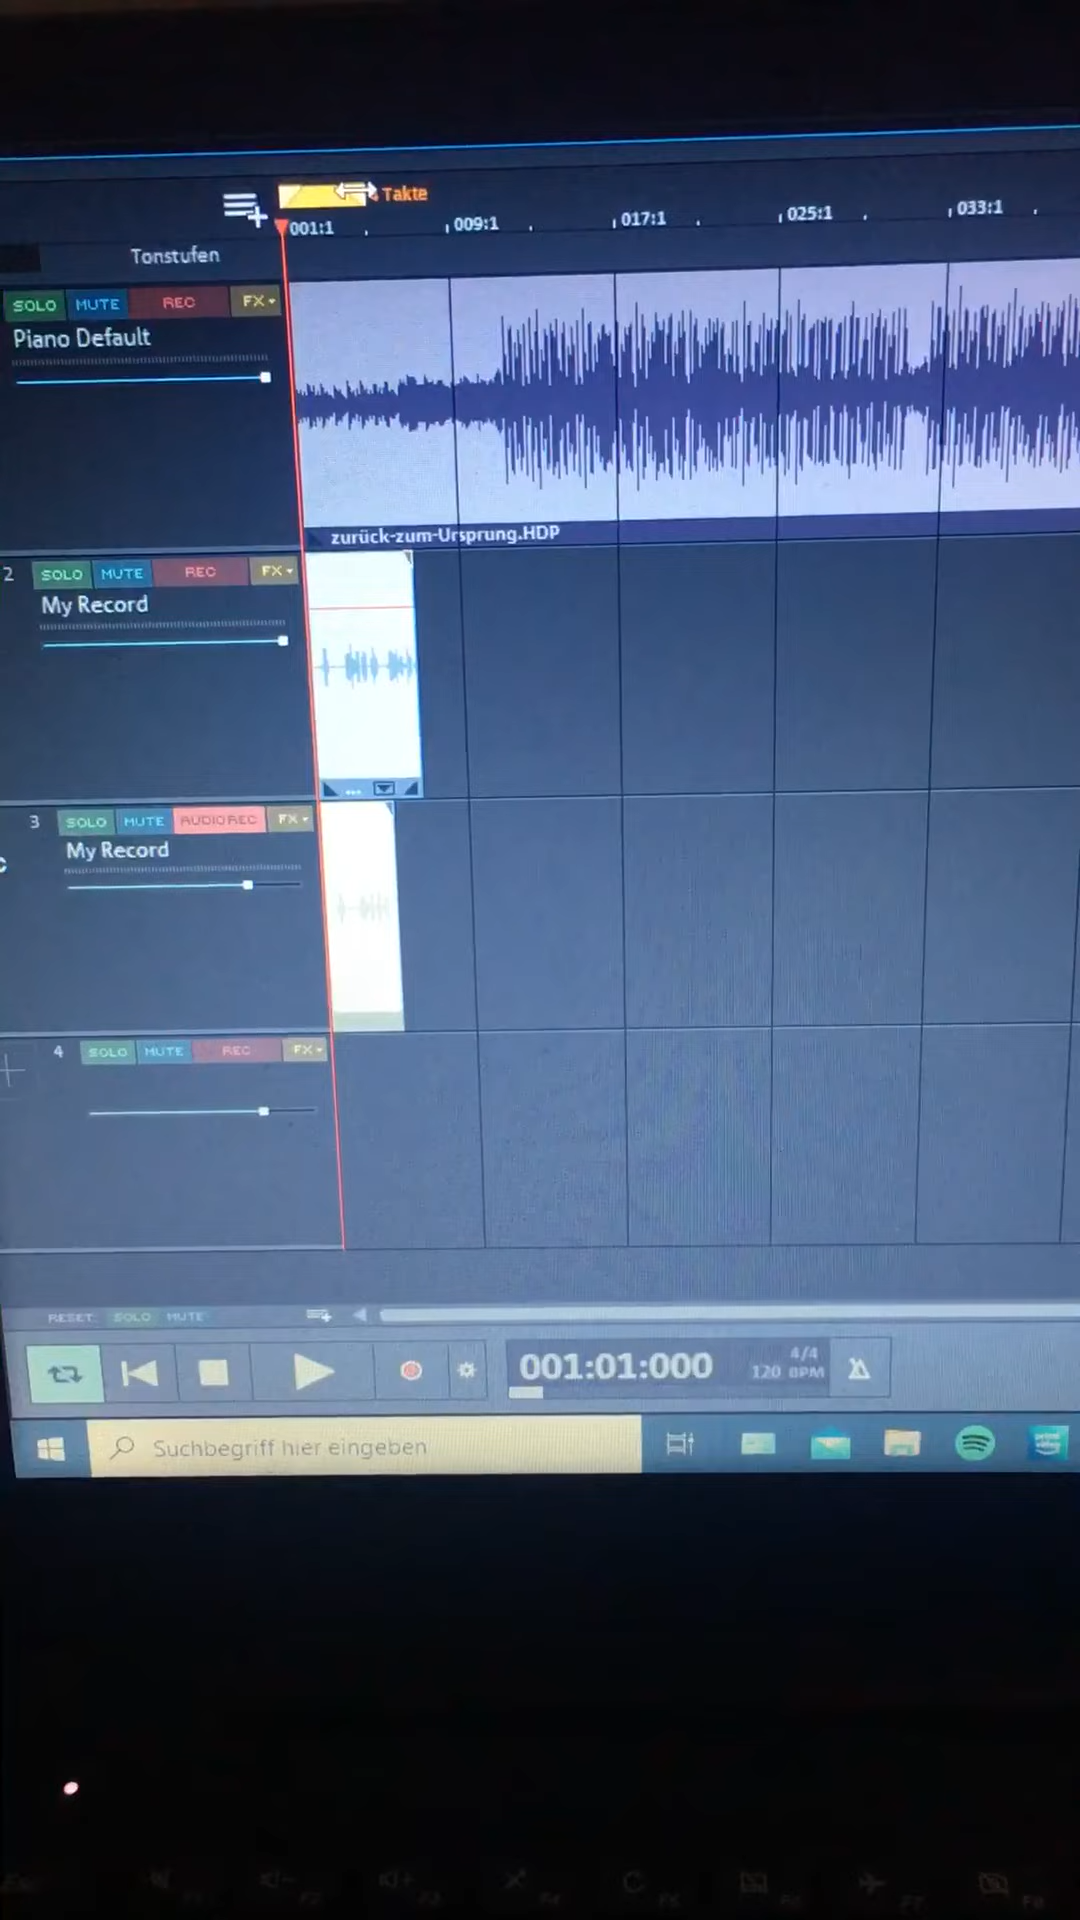 Takte
001:1 009:1 017:1 025:1 033:1
Tonstufen
SOLO MUTE REC FX
Piano Default
zurück-zum-Ursprung.HDP
2 SOLO MUTE REC FX
My Record
3 SOLO MUTE AUDIO REC FX
My Record
4 SOLO MUTE REC FX
RESET: SOLO MUTE
001:01:000 4/4
120 BPM
Suchbegriff hier eingeben
prime video